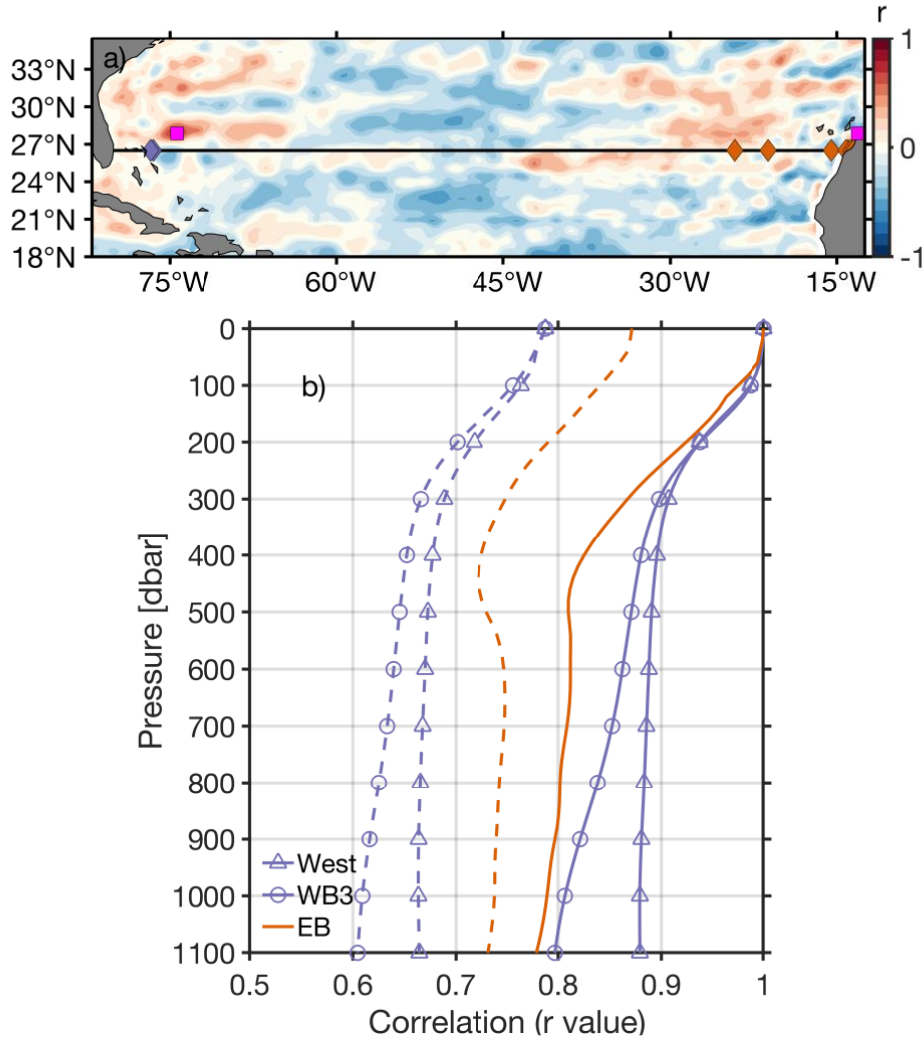 r
a)
1
0
-1
33°N
30°N
27°N
24°N
21°N
18°N
75°W 60°W 45°W 30°W 15°W
b)
0
100
200
300
400
500
600
700
800
900
1000
1100
Pressure [dbar]
West
WB3
EB
0.5 0.6 0.7 0.8 0.9 1
Correlation (r value)